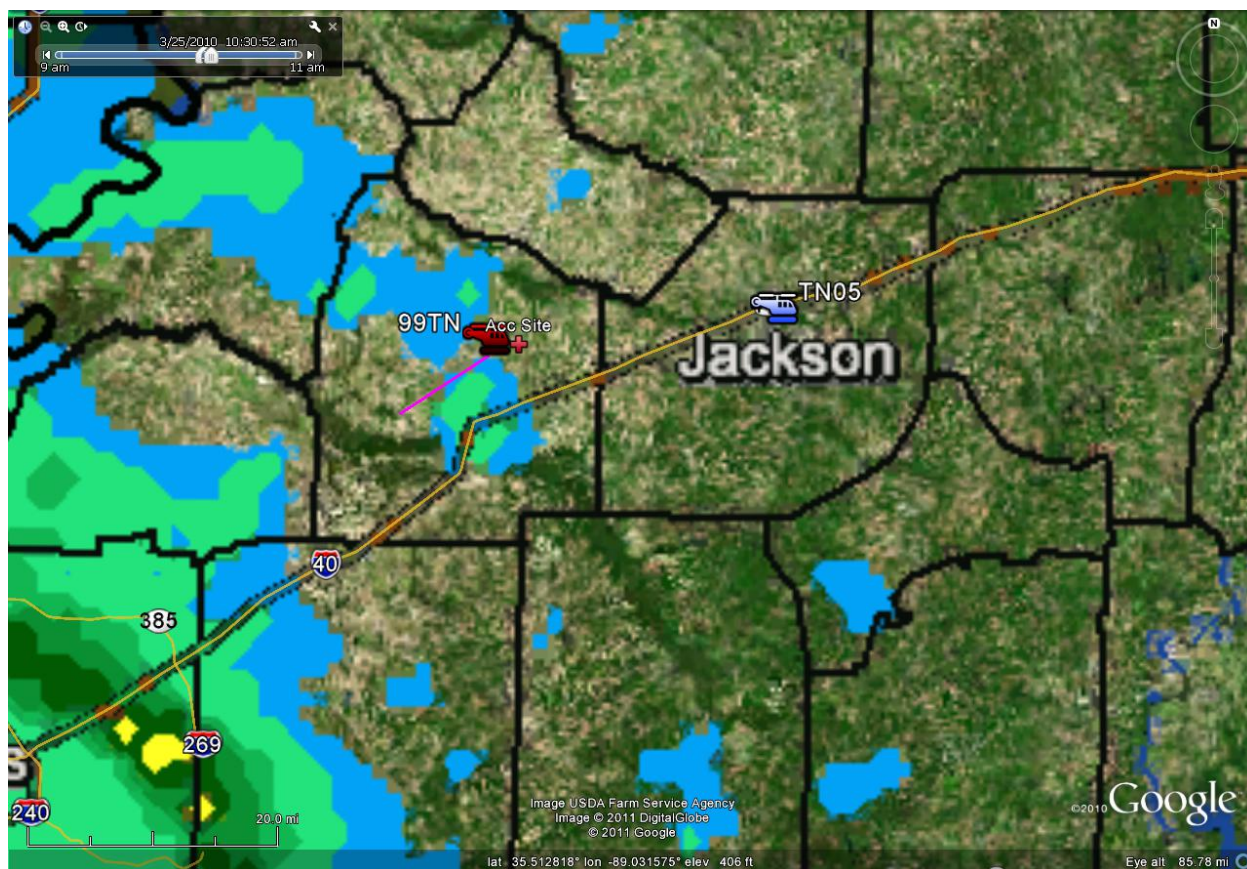 3/25/2010 10:30:52 am
9 am 11 am
N
TN05
99TN
Acc Site
Jackson
40
385
269
240
20.0 mi
Image USDA Farm Service Agency
Image © 2011 DigitalGlobe
© 2011 Google
©2010 Google
lat 35.512818° lon -89.031575° elev 406 ft
Eye alt 85.78 mi